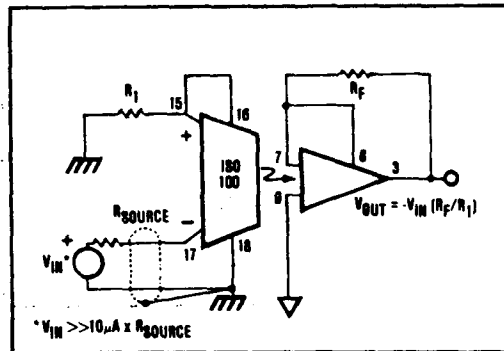 R1
15
16
+
ISO
100
RSOURCE
−
17
18
+
VIN*
RF
7
6
3
9
VOUT = -VIN (RF/R1)
* VIN >> 10µA x RSOURCE